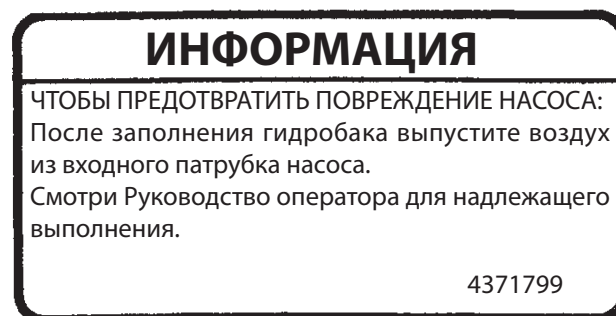 ИНФОРМАЦИЯ
ЧТОБЫ ПРЕДОТВРАТИТЬ ПОВРЕЖДЕНИЕ НАСОСА:
После заполнения гидробака выпустите воздух
из входного патрубка насоса.
Смотри Руководство оператора для надлежащего
выполнения.
4371799